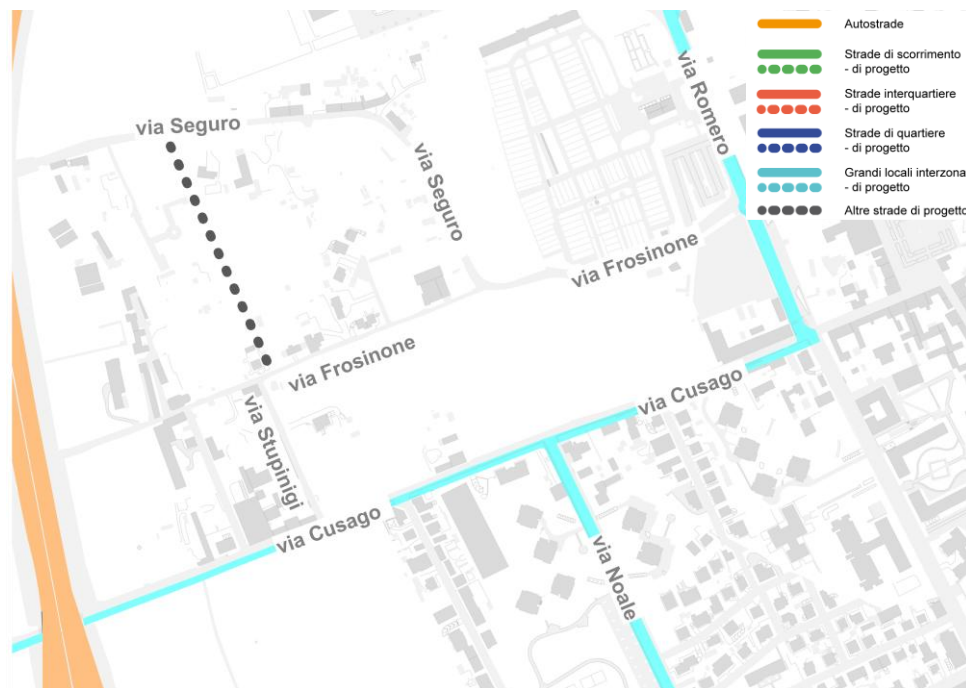 Autostrade
Strade di scorrimento
- di progetto
Strade interquartiere
- di progetto
Strade di quartiere
- di progetto
Grandi locali interzona
- di progetto
Altre strade di progetto
via Romero
via Seguro
via Seguro
via Frosinone
via Frosinone
via Stupinigi
via Cusago
via Cusago
via Noale